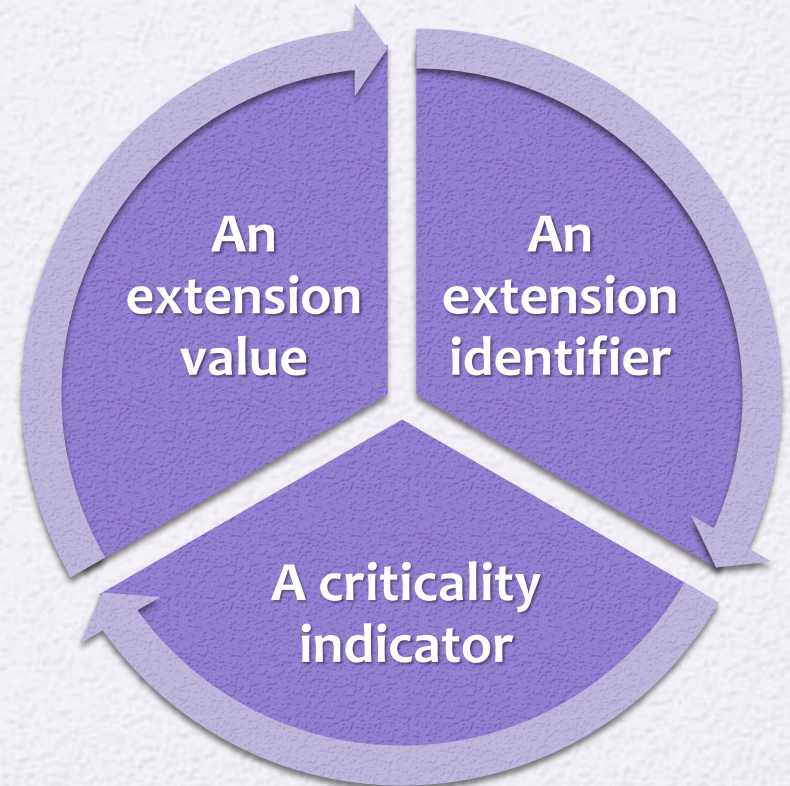 An
extension
value
An
extension
identifier
A criticality
indicator